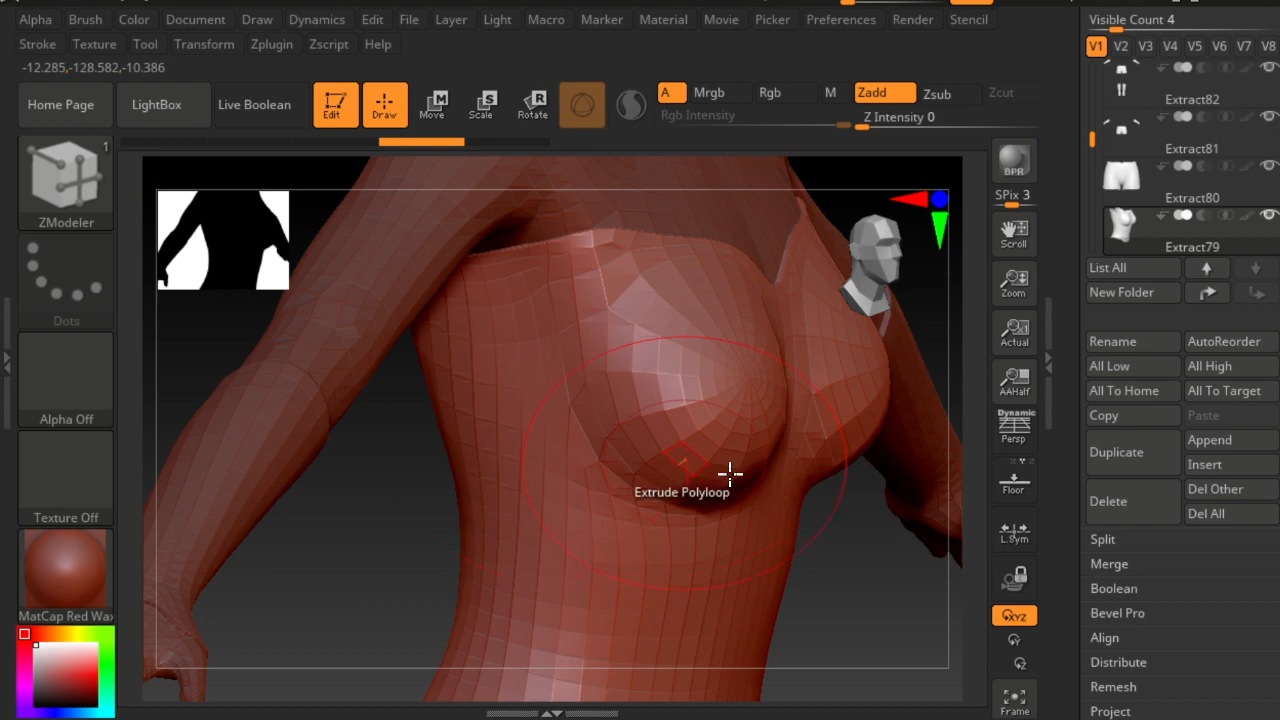 Alpha Brush Color Document Draw Dynamics Edit File Layer Light Macro Marker Material Movie Picker Preferences Render Stencil
Stroke Texture Tool Transform Zplugin Zscript Help
-12.285,-128.582,-10.386
Home Page LightBox Live Boolean Edit Draw Move Scale Rotate
M S R
A Mrgb Rgb M Zadd Zsub Zcut
Rgb Intensity Z Intensity 0
1
ZModeler
Dots
Alpha Off
Texture Off
MatCap Red Wax
Extrude Polyloop
BPR
SPix 3
Scroll
Zoom
Actual
AAHalf
Dynamic
Persp
Floor
L.Sym
XYZ
Y
Z
Frame
Visible Count 4
V1 V2 V3 V4 V5 V6 V7 V8
Extract82
Extract81
Extract80
Extract79
List All
New Folder
Rename AutoReorder
All Low All High
All To Home All To Target
Copy Paste
Duplicate Append
Insert
Delete Del Other
Del All
Split
Merge
Boolean
Bevel Pro
Align
Distribute
Remesh
Project